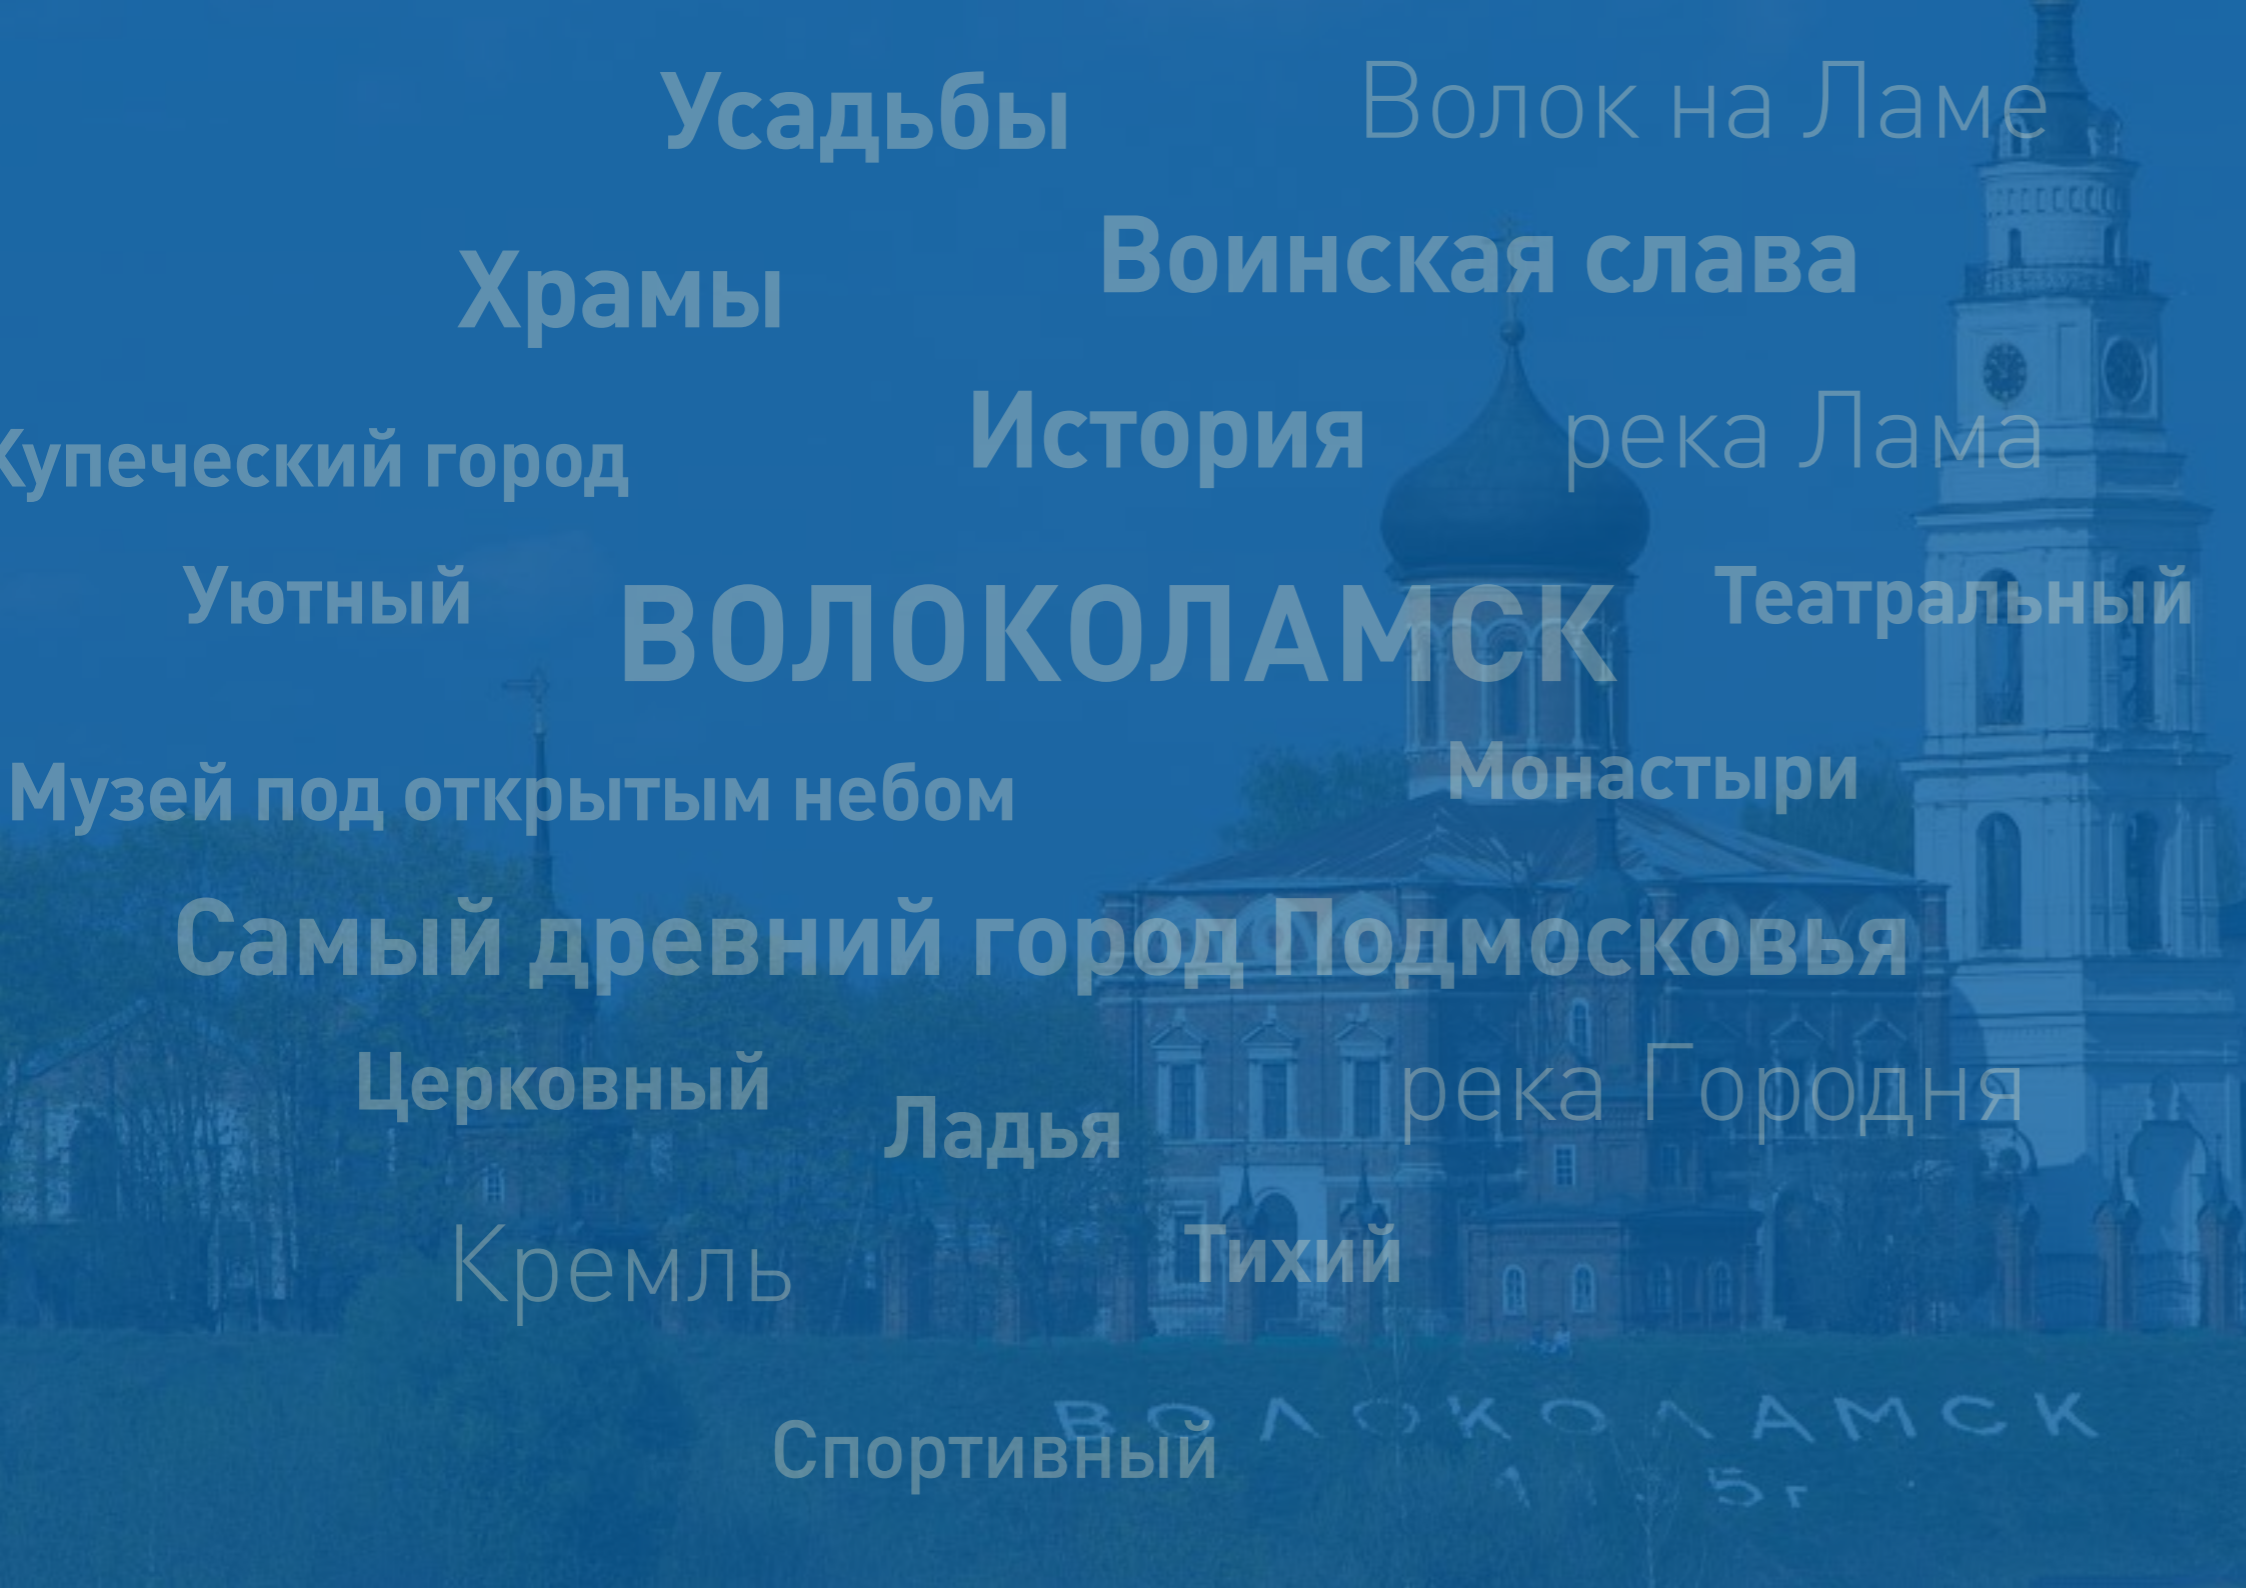 Усадьбы
Волок на Ламе
Храмы
Воинская слава
Купеческий город
История
река Лама
Уютный
ВОЛОКОЛАМСК
Театральный
Музей под открытым небом
Монастыри
Самый древний город Подмосковья
Церковный
Ладья
река Городня
Кремль
Тихий
Спортивный
ВОЛОКОЛАМСК